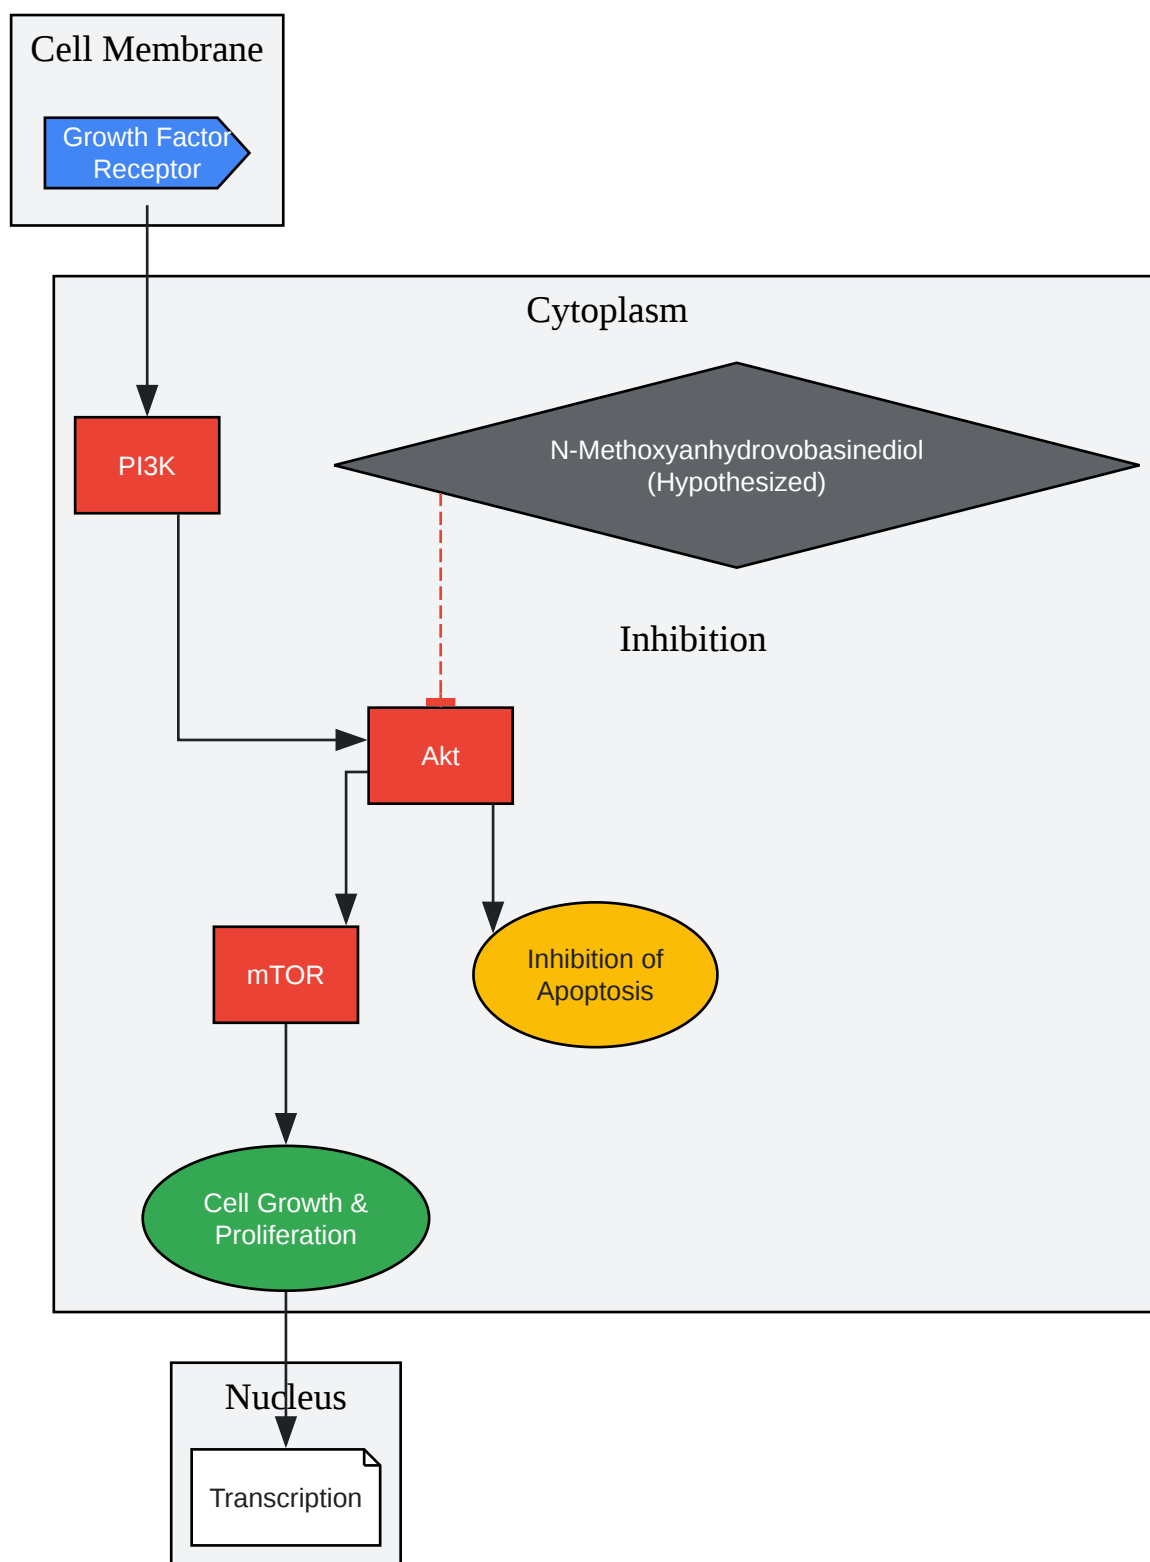 Cell Membrane
Growth Factor
Receptor
Cytoplasm
PI3K
N-Methoxyanhydrovobasinediol
(Hypothesized)
Inhibition
Akt
mTOR
Inhibition of
Apoptosis
Cell Growth &
Proliferation
Nucleus
Transcription